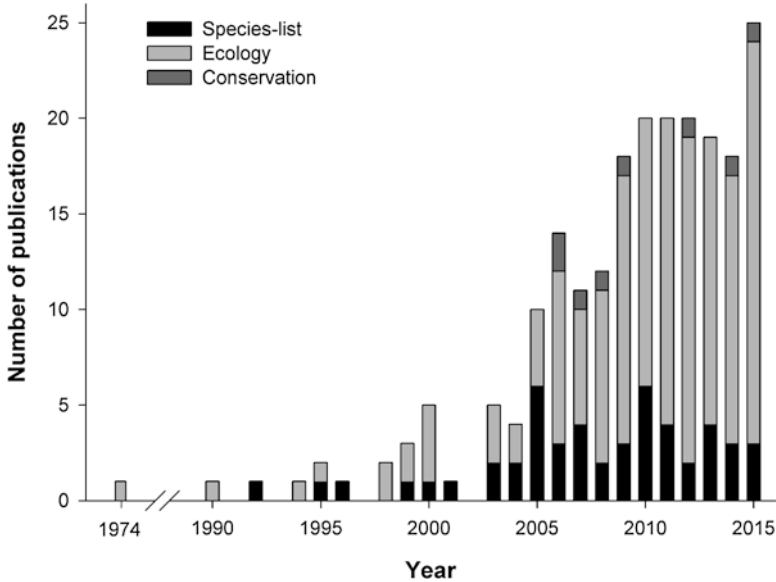 25
20
15
10
5
0
Number of publications
Species-list
Ecology
Conservation
1974 1990 1995 2000 2005 2010 2015
Year